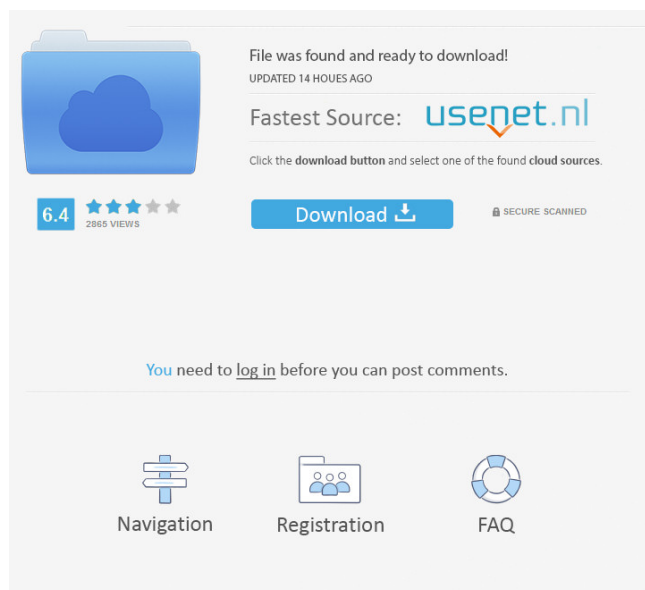 File was found and ready to download!
UPDATED 14 HOUES AGO
Fastest Source: usenet.nl
Click the download button and select one of the found cloud sources.
6.4
2865 VIEWS
Download
SECURE SCANNED
You need to log in before you can post comments.
Navigation
Registration
FAQ